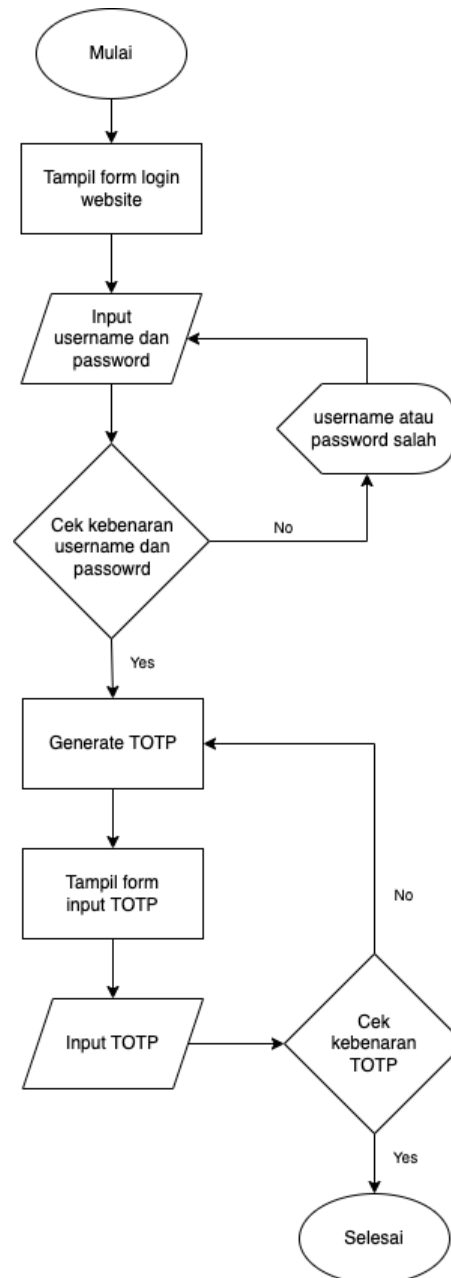 Mulai
Tampil form login
website
Input
username dan
password
username atau
password salah
Cek kebenaran
username dan
passowrd
No
Yes
Generate TOTP
Tampil form
input TOTP
No
Input TOTP
Cek
kebenaran
TOTP
Yes
Selesai